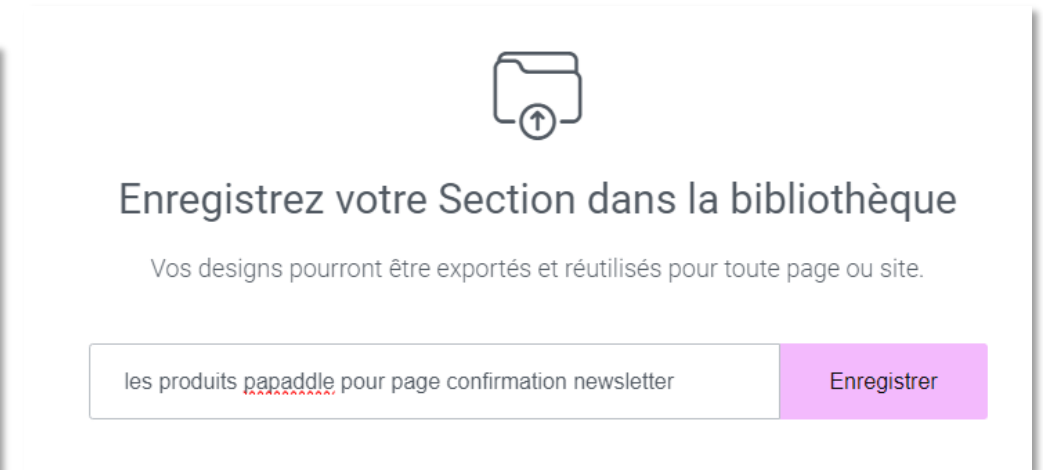 Enregistrez votre Section dans la bibliothèque
Vos designs pourront être exportés et réutilisés pour toute page ou site.
les produits papaddle pour page confirmation newsletter
Enregistrer